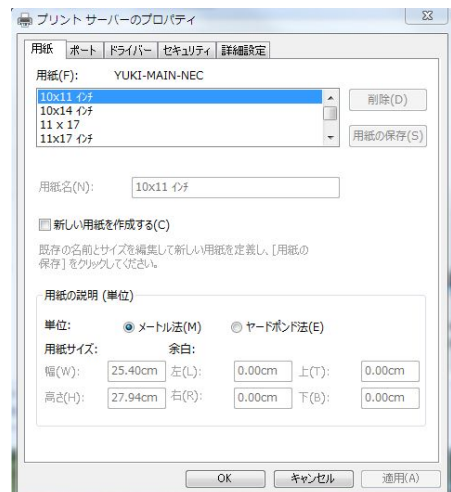 プリント サーバーのプロパティ
用紙 ポート ドライバー セキュリティ 詳細設定
用紙(F): YUKI-MAIN-NEC
10x11 インチ
10x14 インチ
11 x 17
11x17 インチ
削除(D)
用紙の保存(S)
用紙名(N): 10x11 インチ
新しい用紙を作成する(C)
既存の名前とサイズを編集して新しい用紙を定義し、[用紙の
保存] をクリックしてください。
用紙の説明 (単位)
単位: メートル法(M) ヤードポンド法(E)
用紙サイズ: 余白:
幅(W): 25.40cm 左(L): 0.00cm 上(T): 0.00cm
高さ(H): 27.94cm 右(R): 0.00cm 下(B): 0.00cm
OK キャンセル 適用(A)